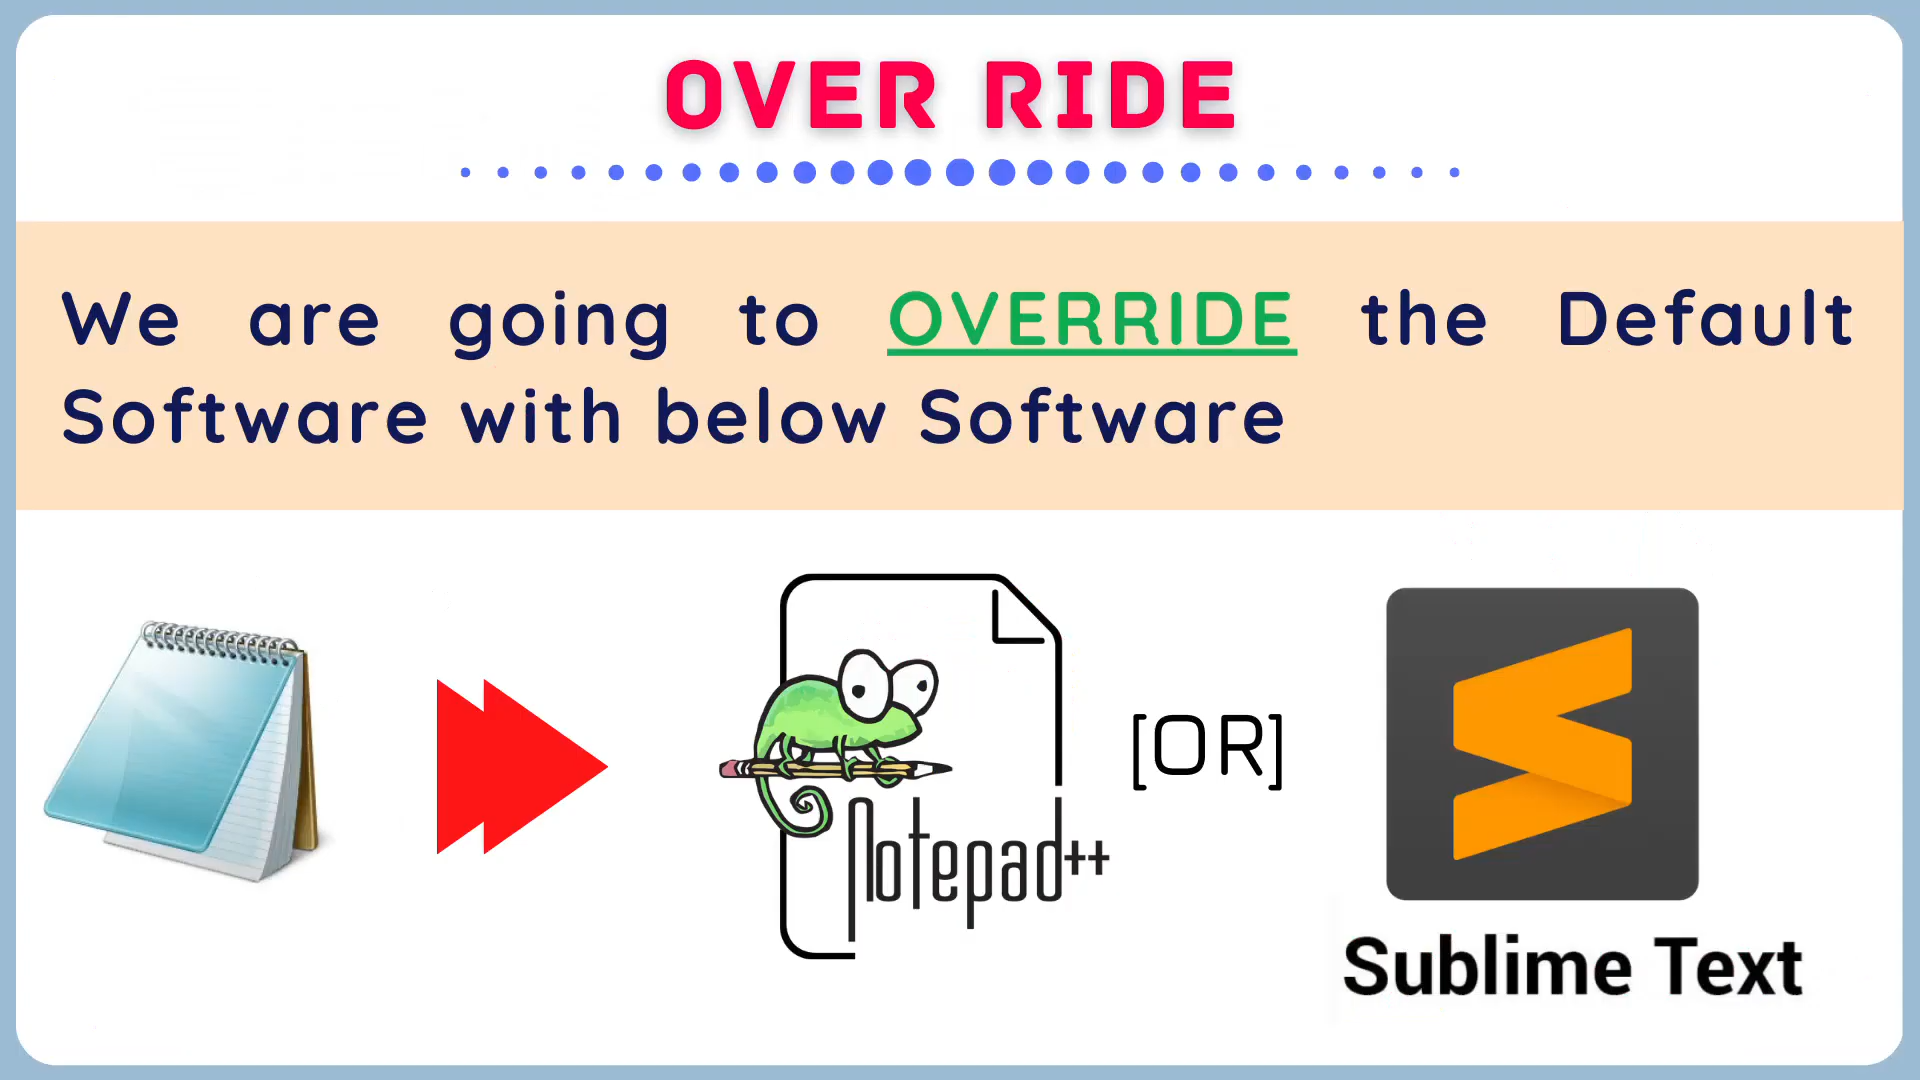 OVER RIDE
We are going to OVERRIDE the Default
Software with below Software
Notepad++
[OR]
Sublime Text